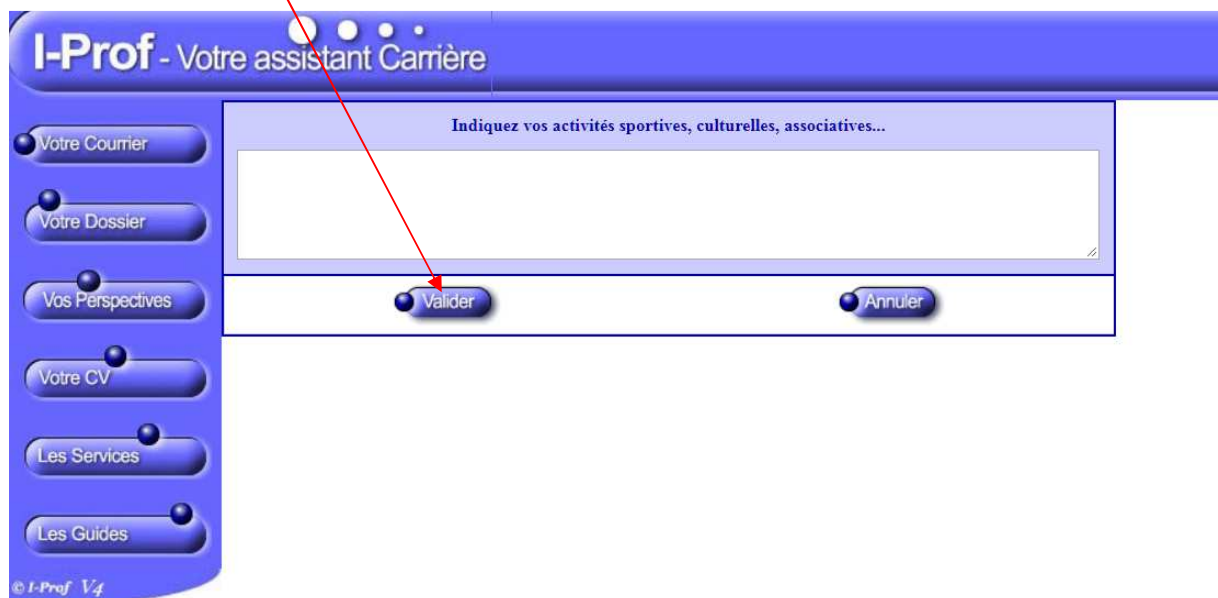 I-Prof - Votre assistant Carrière
Votre Courrier
Votre Dossier
Vos Perspectives
Votre CV
Les Services
Les Guides
© I-Prof V4
Indiquez vos activités sportives, culturelles, associatives...
Valider
Annuler